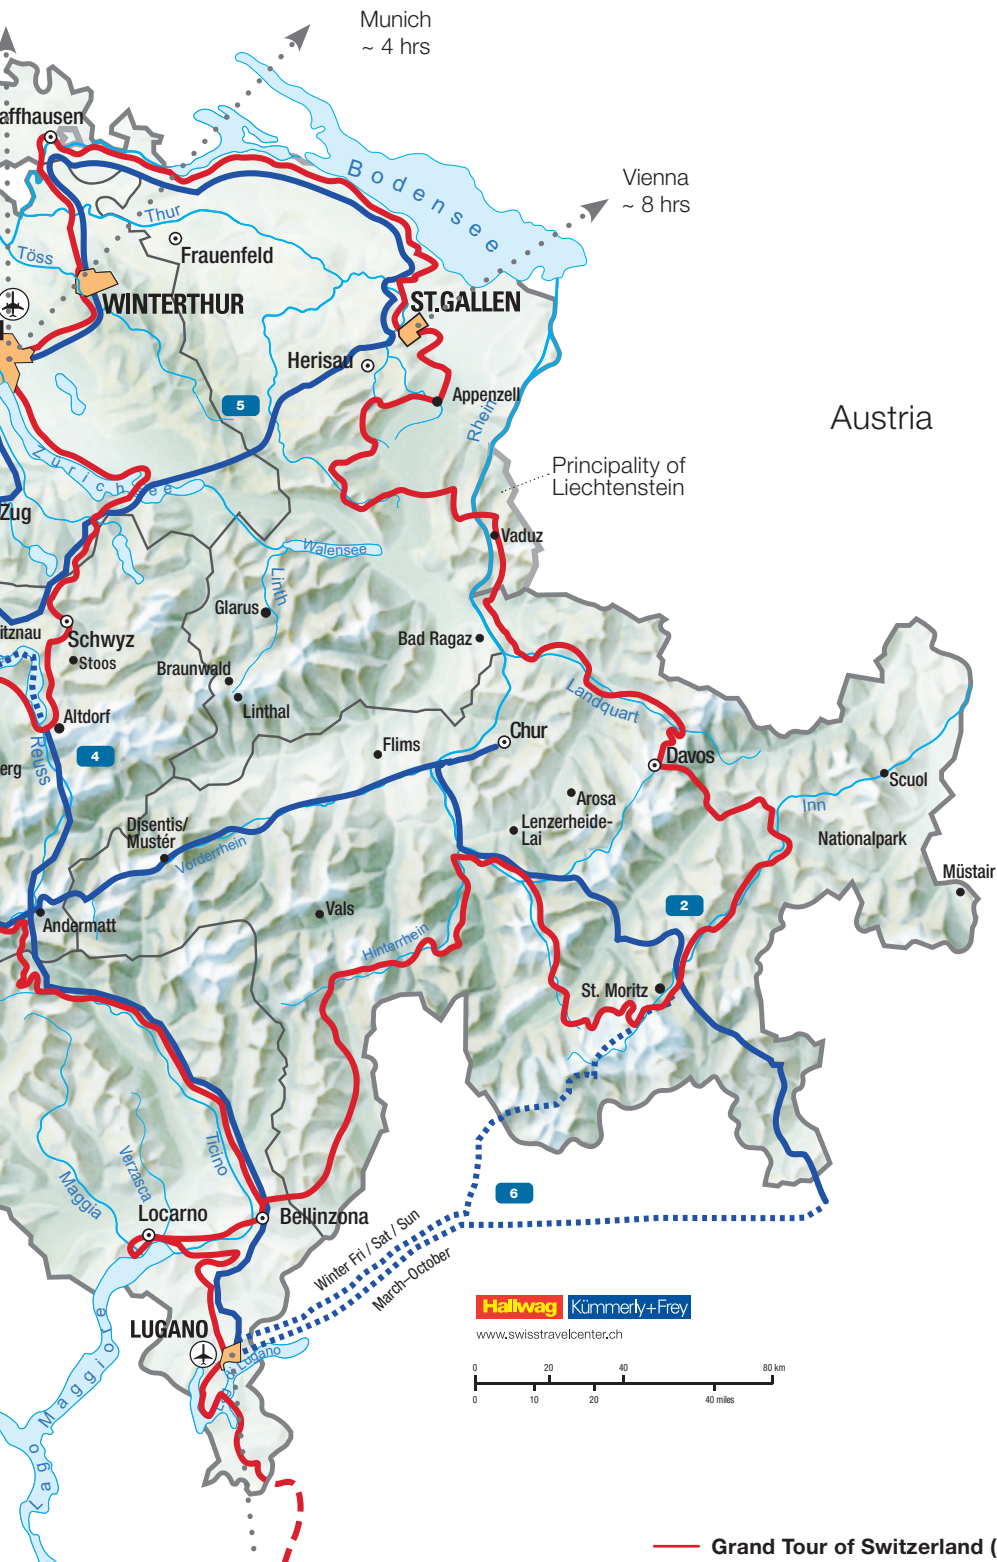 Munich
~ 4 hrs
affhausen
Bodensee
Vienna
~ 8 hrs
Thur
Frauenfeld
Töss
WINTERTHUR
ST.GALLEN
Herisau
5
Appenzell
Rhein
Austria
Zürichsee
Principality of
Liechtenstein
Zug
Vaduz
Walensee
Linth
Glarus
itznau
Schwyz
Bad Ragaz
Stoos
Braunwald
Linthal
Landquart
Altdorf
Chur
Reuss
4
Flims
Davos
erg
Scuol
Arosa
Inn
Disentis/
Mustér
Vorderrhein
Lenzerheide-
Lai
Nationalpark
Müstair
Vals
2
Andermatt
Hinterrhein
St. Moritz
Ticino
Verzasca
Maggia
6
Locarno
Bellinzona
Winter Fri / Sat / Sun
March–October
Lago Maggiore
LUGANO
Lago di Lugano
Hallwag Kümmerly+Frey
www.swisstravelcenter.ch
0 20 40 80 km
0 10 20 40 miles
Grand Tour of Switzerland (